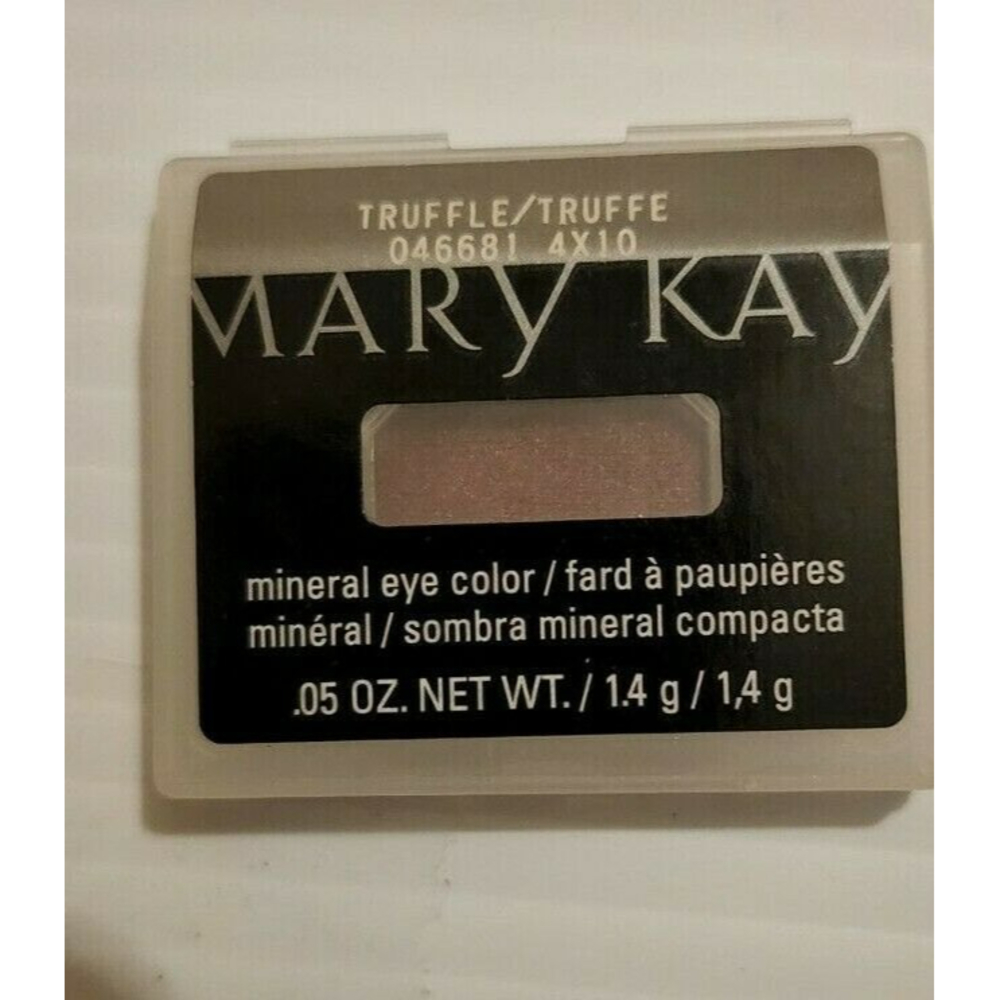 TRUFFLE/TRUFFE
046681 4X10
MARY KAY
mineral eye color / fard à paupières
minéral / sombra mineral compacta
.05 OZ. NET WT. / 1.4 g / 1,4 g